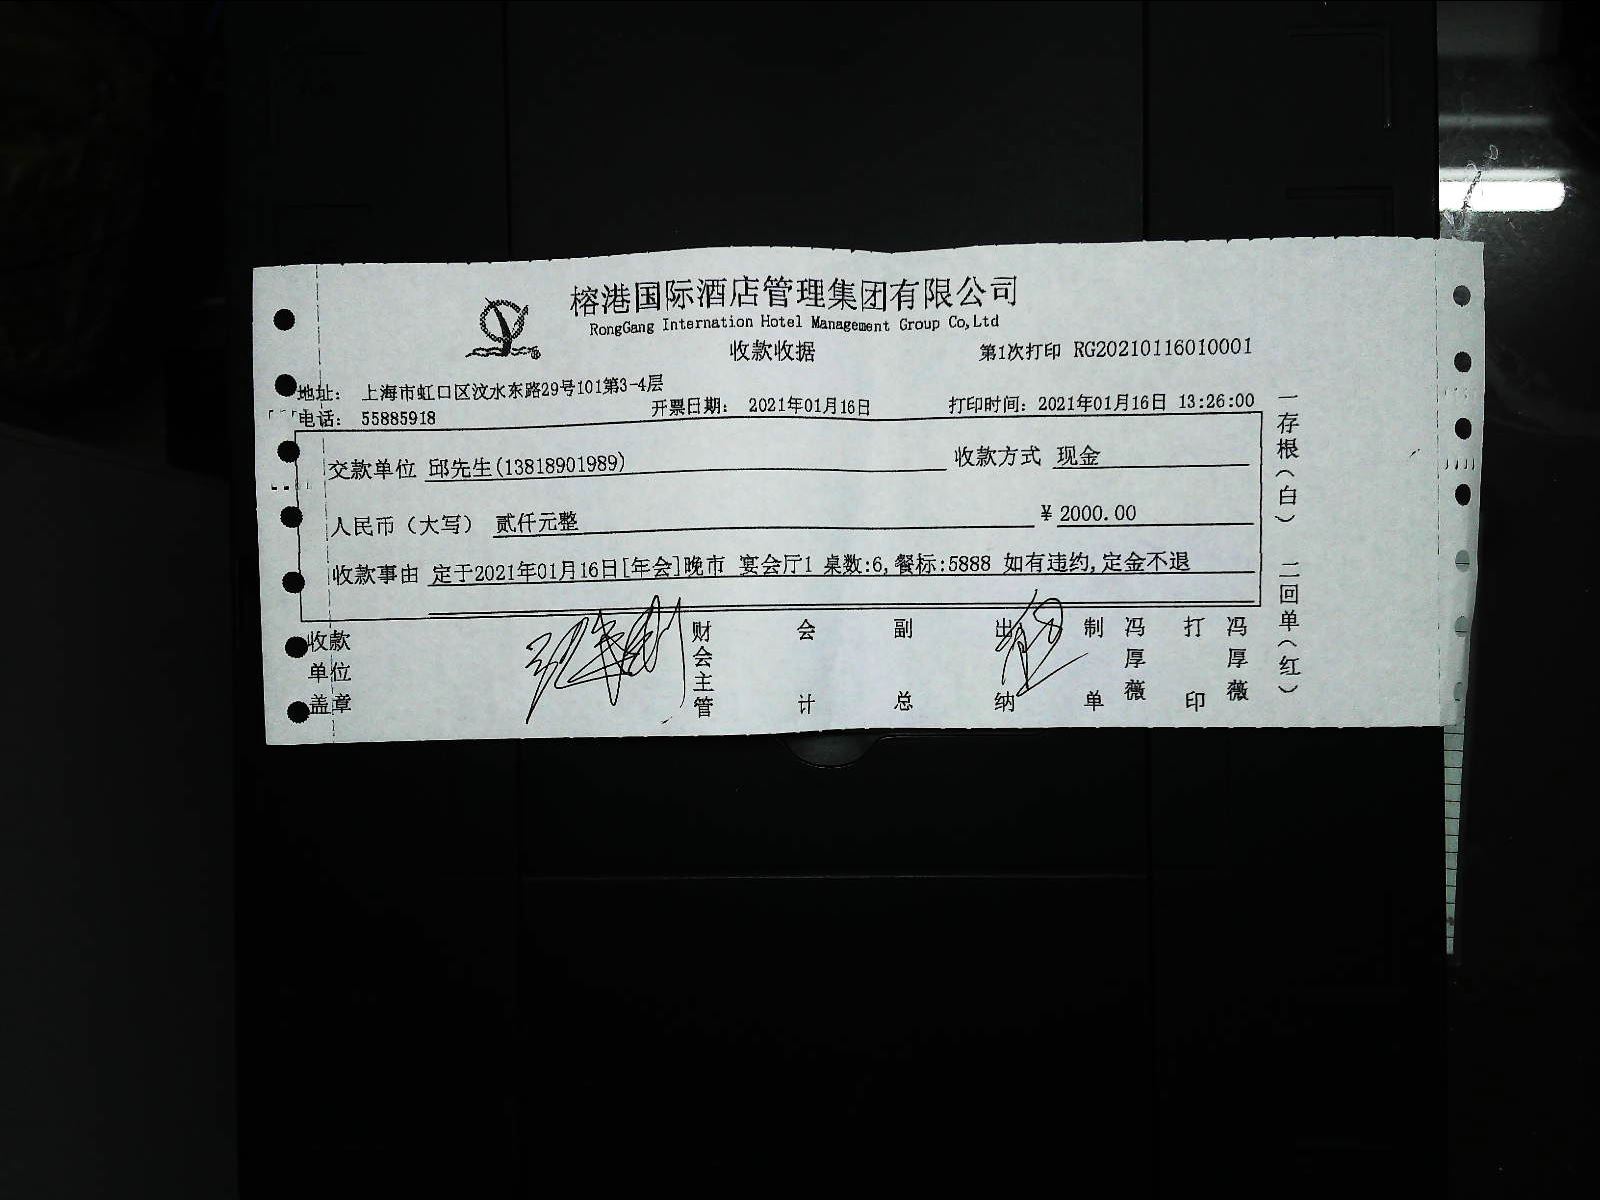 榕港国际酒店管理集团有限公司
RongGang Internation Hotel Management Group Co,Ltd
收款收据
第1次打印 RG20210116010001
地址： 上海市虹口区汶水东路29号101第3-4层
电话： 55885918
开票日期： 2021年01月16日
打印时间：2021年01月16日 13:26:00
交款单位 邱先生(13818901989)
收款方式 现金
人民币（大写） 贰仟元整
¥ 2000.00
收款事由 定于2021年01月16日[年会]晚市 宴会厅1 桌数:6,餐标:5888 如有违约,定金不退
收款单位盖章
财会主管
会计
副总
出纳
制单
冯厚薇
打印
冯厚薇
一存根（白） 二回单（红）